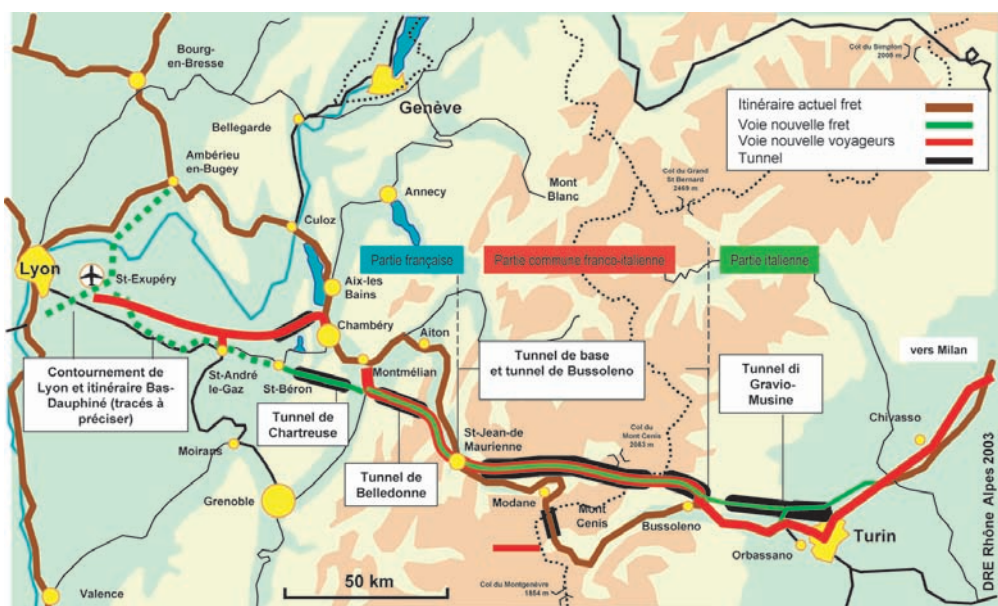 Bourg-
en-Bresse
Col du Simplon
2009 m
Genève
Bellegarde
Itinéraire actuel fret
Voie nouvelle fret
Voie nouvelle voyageurs
Tunnel
Ambérieu
en-Bugey
Annecy
Mont
Blanc
Col du Grand
St Bernard
2469 m
Culoz
Lyon
St-Exupéry
Partie française
Partie commune franco-italienne
Partie italienne
Aix-les
Bains
Chambéry
Aiton
vers Milan
Contournement de
Lyon et itinéraire Bas-
Dauphiné (tracés à
préciser)
St-André
le-Gaz
St-Béron
Montmélian
Tunnel de base
et tunnel de Bussoleno
Tunnel di
Gravio-
Musine
Tunnel de
Chartreuse
Chivasso
Moirans
St-Jean-de
Maurienne
Col du
Mont Cenis
2083 m
Tunnel de
Belledonne
Grenoble
Modane
Mont
Cenis
Bussoleno
Orbassano
Turin
50 km
Valence
Col du Montgenèvre
1854 m
DRE Rhône Alpes 2003